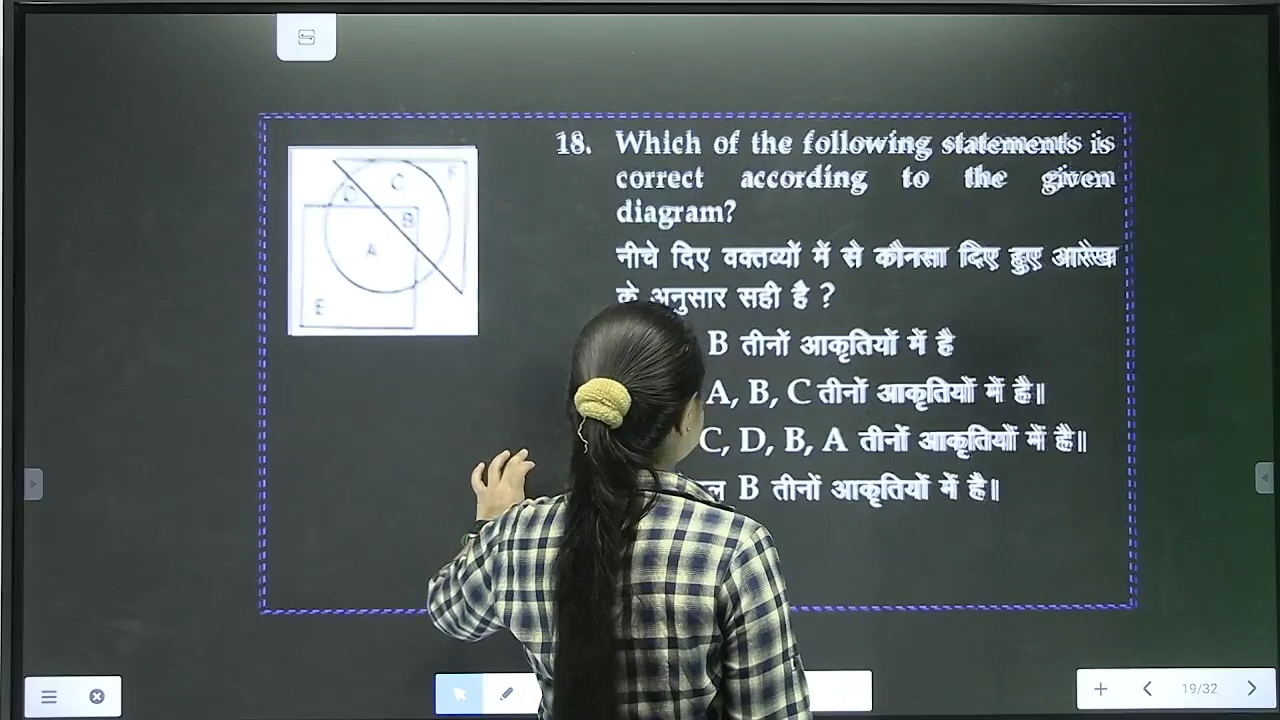 18. Which of the following statements is
correct according to the given
diagram?
नीचे दिए वक्तव्यों में से कौनसा दिए हुए आरेख
के अनुसार सही है ?
B तीनों आकृतियों में है
A, B, C तीनों आकृतियों में है।
C, D, B, A तीनों आकृतियों में है॥
B तीनों आकृतियों में है।
C F
D
B
A
E
19/32